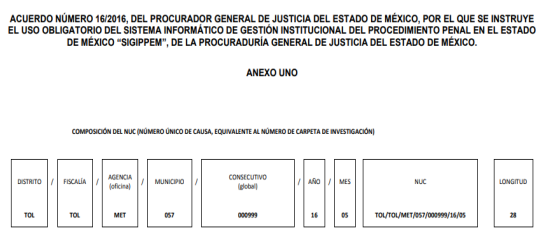 ACUERDO NÚMERO 16/2016, DEL PROCURADOR GENERAL DE JUSTICIA DEL ESTADO DE MÉXICO, POR EL QUE SE INSTRUYE
EL USO OBLIGATORIO DEL SISTEMA INFORMÁTICO DE GESTIÓN INSTITUCIONAL DEL PROCEDIMIENTO PENAL EN EL ESTADO
DE MÉXICO “SIGIPPEM”, DE LA PROCURADURÍA GENERAL DE JUSTICIA DEL ESTADO DE MÉXICO.
ANEXO UNO
COMPOSICIÓN DEL NUC (NÚMERO ÚNICO DE CAUSA, EQUIVALENTE AL NÚMERO DE CARPETA DE INVESTIGACIÓN)
DISTRITO / FISCALÍA / AGENCIA (oficina) / MUNICIPIO / CONSECUTIVO (global) / AÑO / MES NUC LONGITUD
TOL TOL MET 057 000999 16 05 TOL/TOL/MET/057/000999/16/05 28